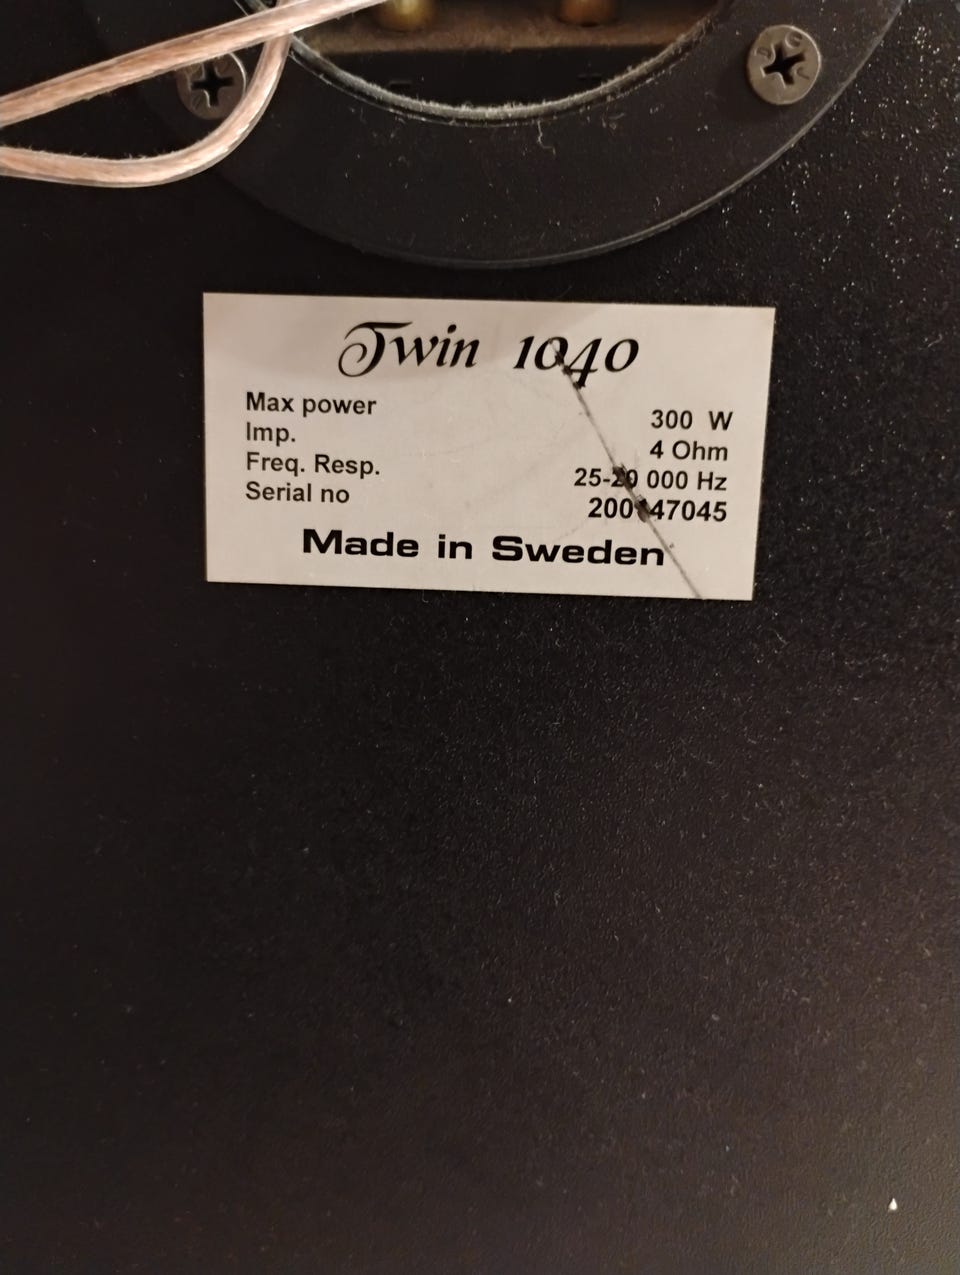 Twin 1040
Max power 300 W
Imp. 4 Ohm
Freq. Resp. 25-20 000 Hz
Serial no
Made in Sweden